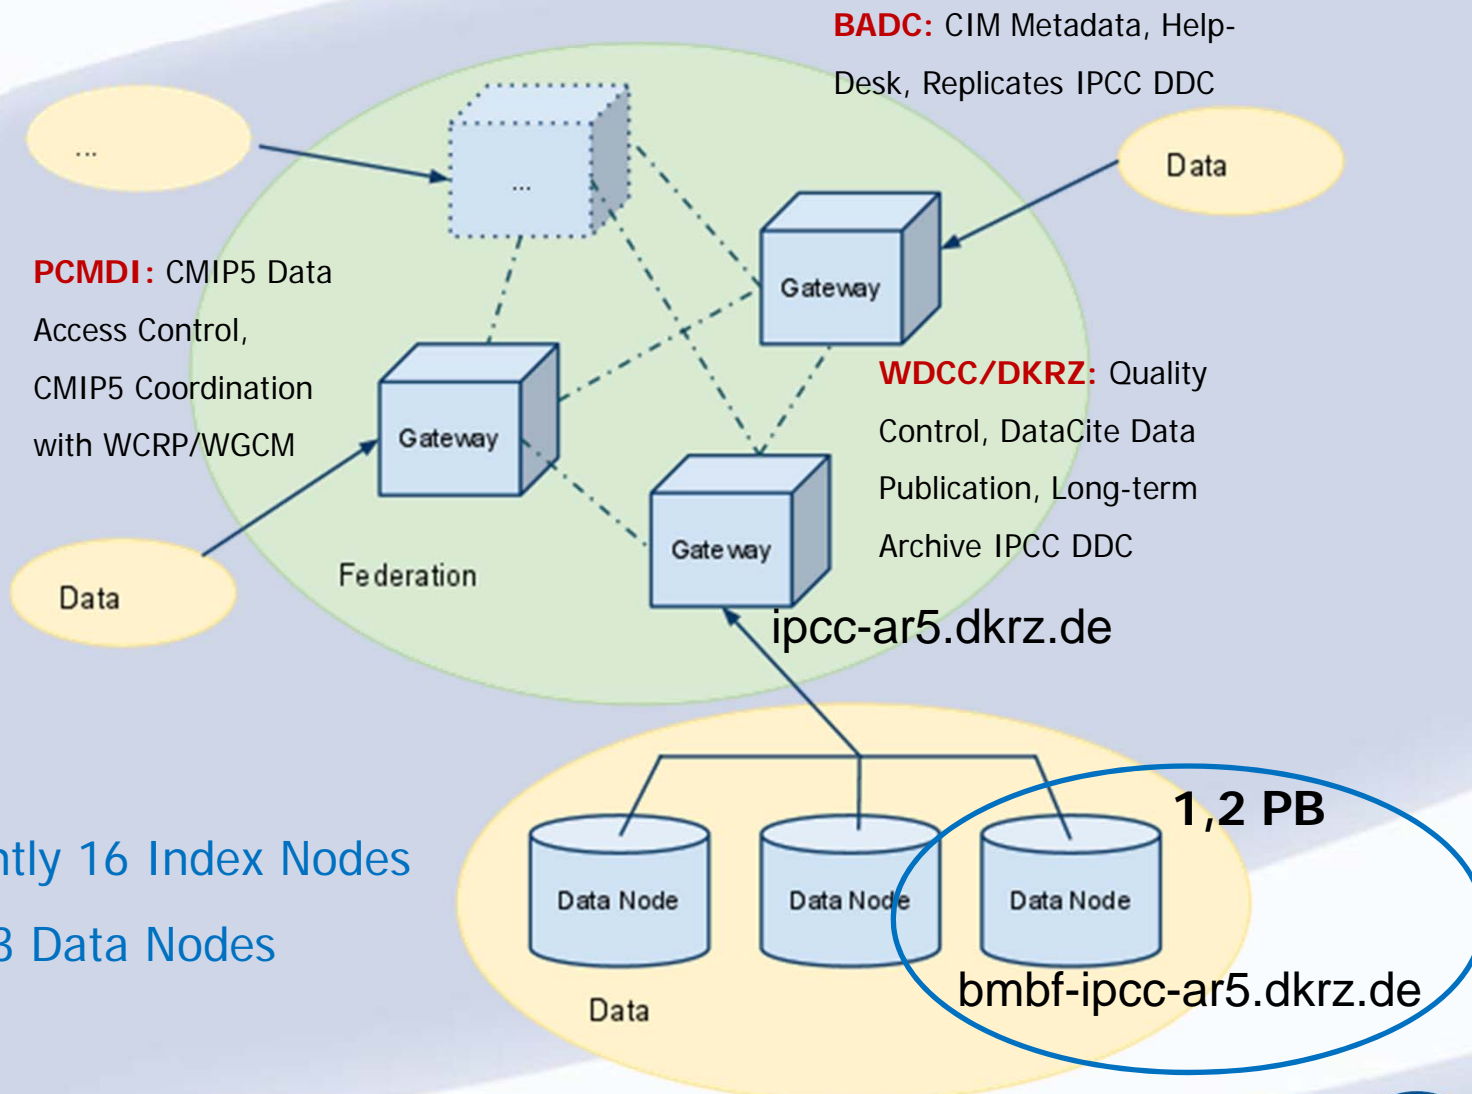 BADC: CIM Metadata, Help-
Desk, Replicates IPCC DDC
...
...
Data
Gateway
PCMDI: CMIP5 Data
Access Control,
CMIP5 Coordination
with WCRP/WGCM
Gateway
WDCC/DKRZ: Quality
Control, DataCite Data
Publication, Long-term
Archive IPCC DDC
Gateway
Federation
Data
ipcc-ar5.dkrz.de
1,2 PB
16 Index Nodes
Data Nodes
Data Node
Data Node
Data Node
bmbf-ipcc-ar5.dkrz.de
Data